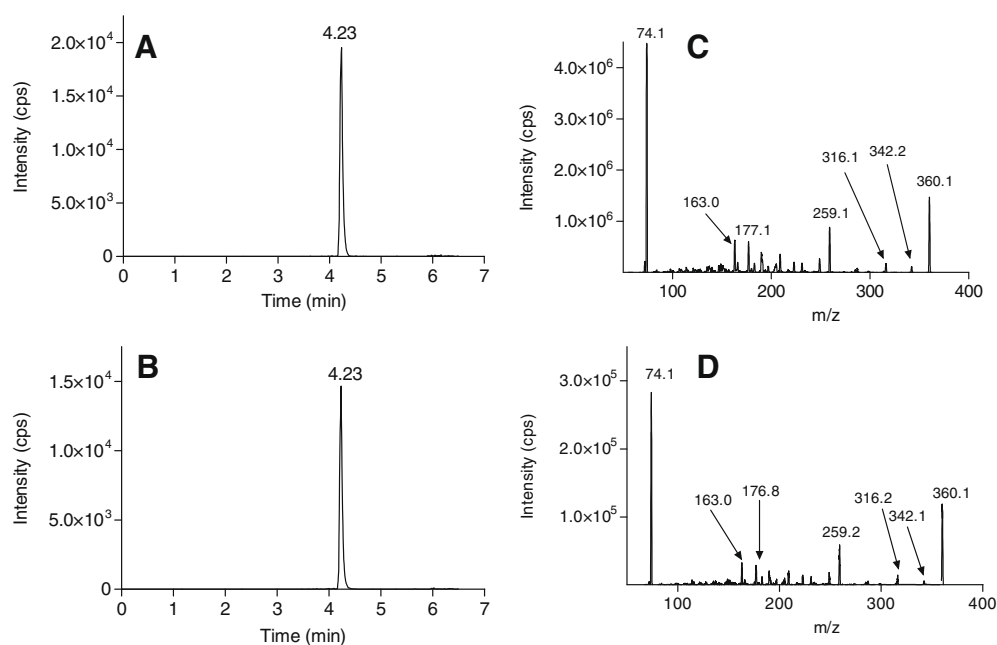 A
4.23
Intensity (cps)
2.0×10⁴
1.5×10⁴
1.0×10⁴
5.0×10³
0
0 1 2 3 4 5 6 7
Time (min)
C
74.1
Intensity (cps)
4.0×10⁶
3.0×10⁶
2.0×10⁶
1.0×10⁶
163.0
177.1
259.1
316.1
342.2
360.1
100 200 300 400
m/z
B
4.23
Intensity (cps)
1.5×10⁴
1.0×10⁴
5.0×10³
0
0 1 2 3 4 5 6 7
Time (min)
D
74.1
Intensity (cps)
3.0×10⁵
2.0×10⁵
1.0×10⁵
163.0
176.8
259.2
316.2
342.1
360.1
100 200 300 400
m/z